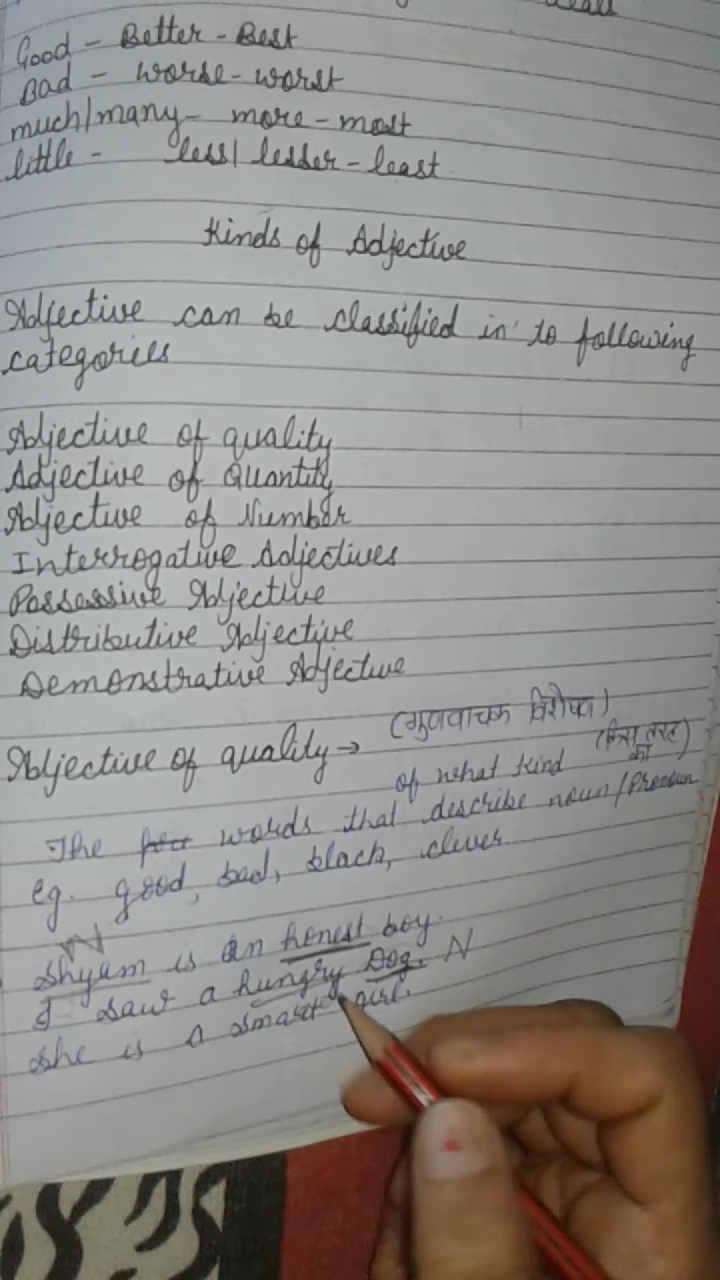 Good - Better - Best
Bad - worse - worst
much/many - more - most
little - less/ lesser - least
Kinds of Adjective
Adjective can be classified in to following
categories
Adjective of quality
Adjective of Quantity
Adjective of Number
Interrogative Adjectives
Possessive Adjective
Distributive Adjective
Demonstrative Adjective
Adjective of quality → (गुणवाचक विशेषण)
of what kind (किस तरह का)
The words that describe noun/Pronoun
eg. good, bad, black, clever
N
Shyam is an honest boy.
I saw a hungry Dog. N
She is a smart girl.